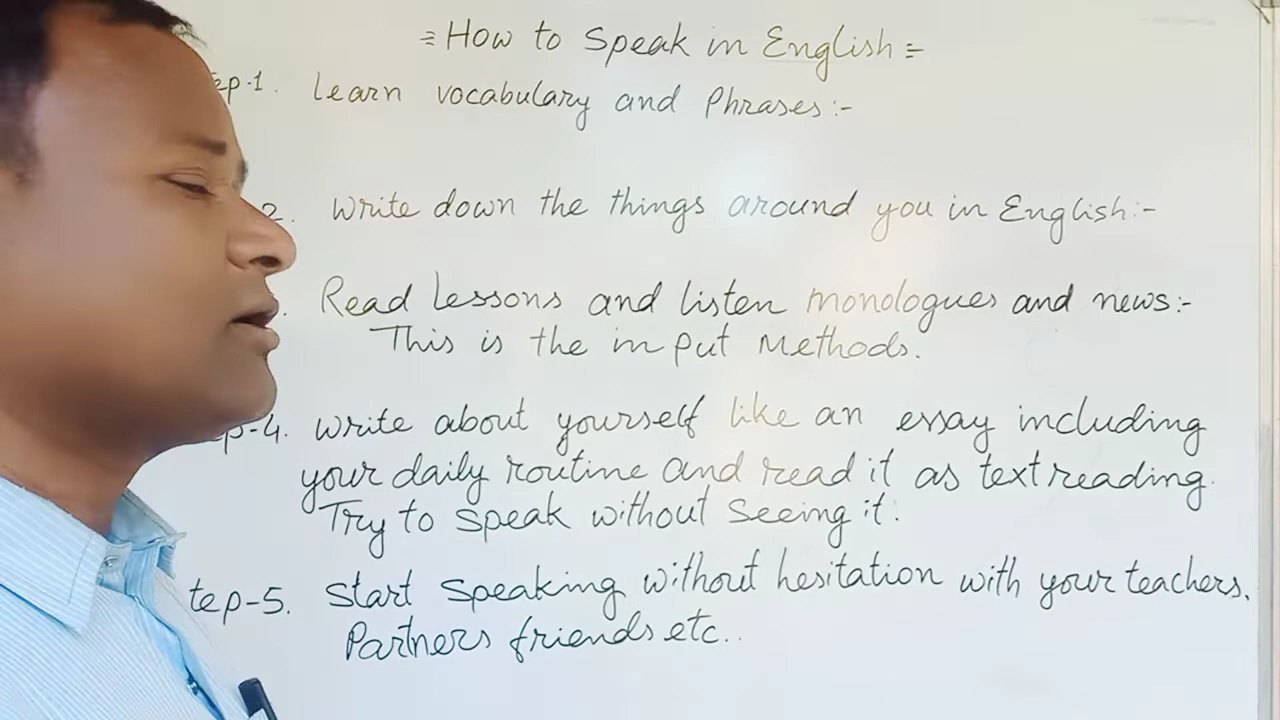 = How to Speak in English =
ep-1. Learn vocabulary and Phrases:-
2. Write down the things around you in English:-
. Read Lessons and listen monologues and news:-
This is the in put Methods.
ep-4. Write about yourself like an essay including
your daily routine and read it as text reading.
Try to speak without seeing it.
tep-5. Start speaking without hesitation with your teachers,
Partners friends etc..